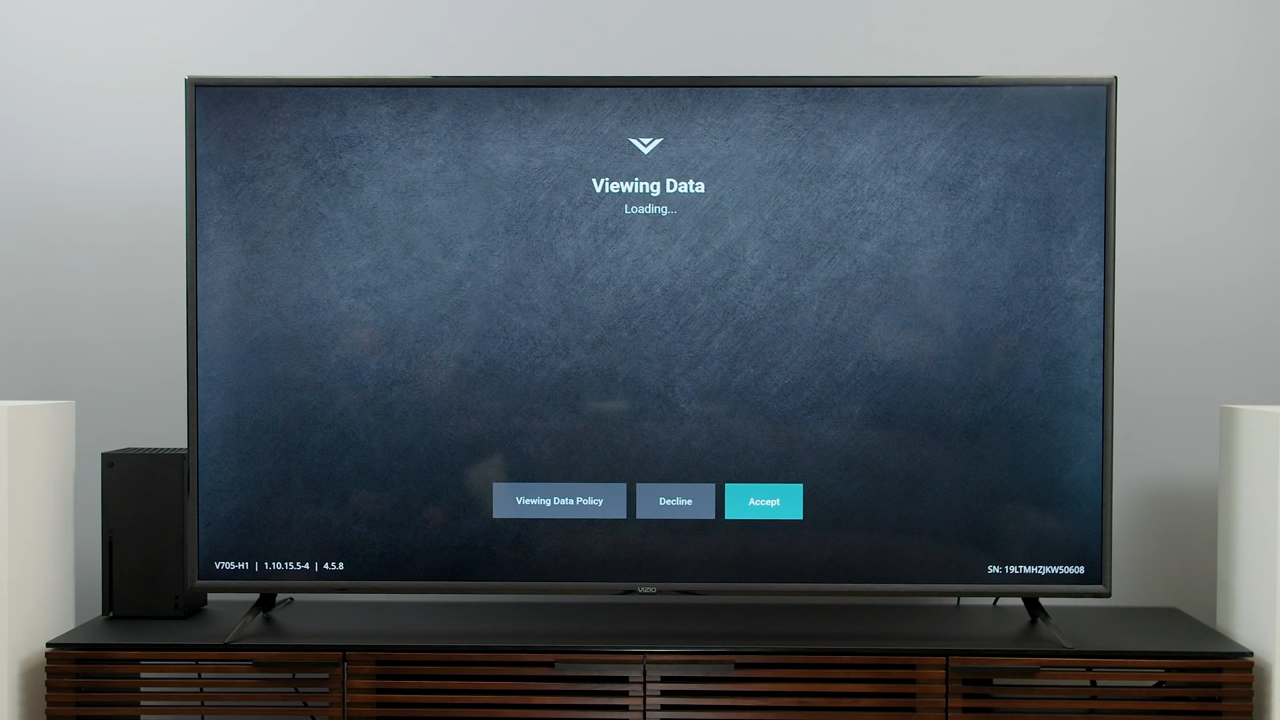 Viewing Data
Loading...
Viewing Data Policy
Decline
Accept
V705-H1 | 1.10.15.5-4 | 4.5.8
SN: 19LTMHZJKW50608
VIZIO